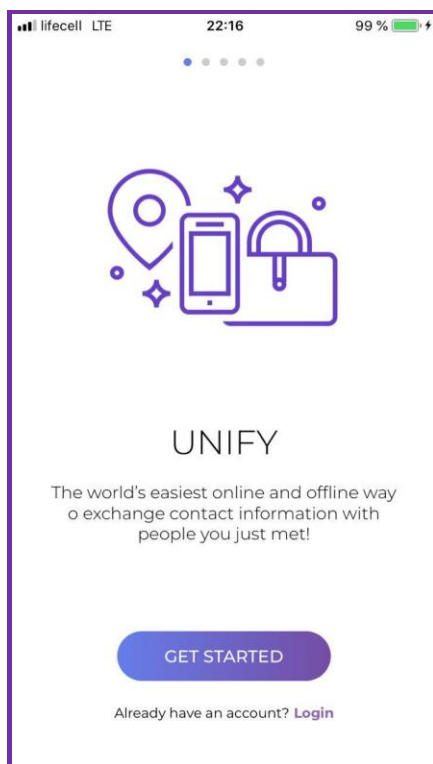 lifecell LTE 22:16 99 %
UNIFY
The world's easiest online and offline way
o exchange contact information with
people you just met!
GET STARTED
Already have an account? Login